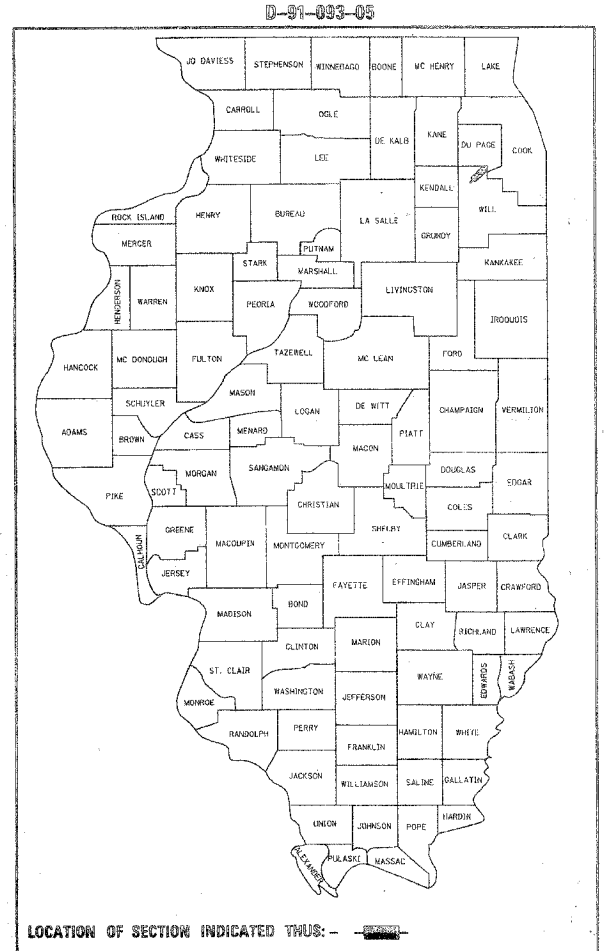 D-91-093-05
JO DAVIESS STEPHENSON WINNEBAGO BOONE MC HENRY LAKE
CARROLL OGLE
DE KALB KANE
DU PAGE COOK
WHITESIDE LEE
KENDALL
ROCK ISLAND HENRY BUREAU LA SALLE WILL
GRUNDY
MERCER PUTNAM
STARK MARSHALL KANKAKEE
HENDERSON WARREN KNOX PEORIA WOODFORD LIVINGSTON
IROQUOIS
HANCOCK MC DONOUGH FULTON TAZEWELL MC LEAN FORD
MASON
SCHUYLER LOGAN DE WITT CHAMPAIGN VERMILION
ADAMS BROWN CASS MENARD PIATT
MACON
MORGAN SANGAMON DOUGLAS
PIKE SCOTT MOULTRIE EDGAR
CHRISTIAN COLES
GREENE MACOUPIN SHELBY
CALHOUN MONTGOMERY CUMBERLAND CLARK
JERSEY FAYETTE EFFINGHAM JASPER CRAWFORD
MADISON BOND
CLAY RICHLAND LAWRENCE
CLINTON MARION
ST. CLAIR WAYNE EDWARDS WABASH
WASHINGTON JEFFERSON
MONROE
RANDOLPH PERRY HAMILTON WHITE
FRANKLIN
JACKSON WILLIAMSON SALINE GALLATIN
UNION JOHNSON POPE HARDIN
ALEXANDER PULASKI MASSAC
LOCATION OF SECTION INDICATED THUS: -